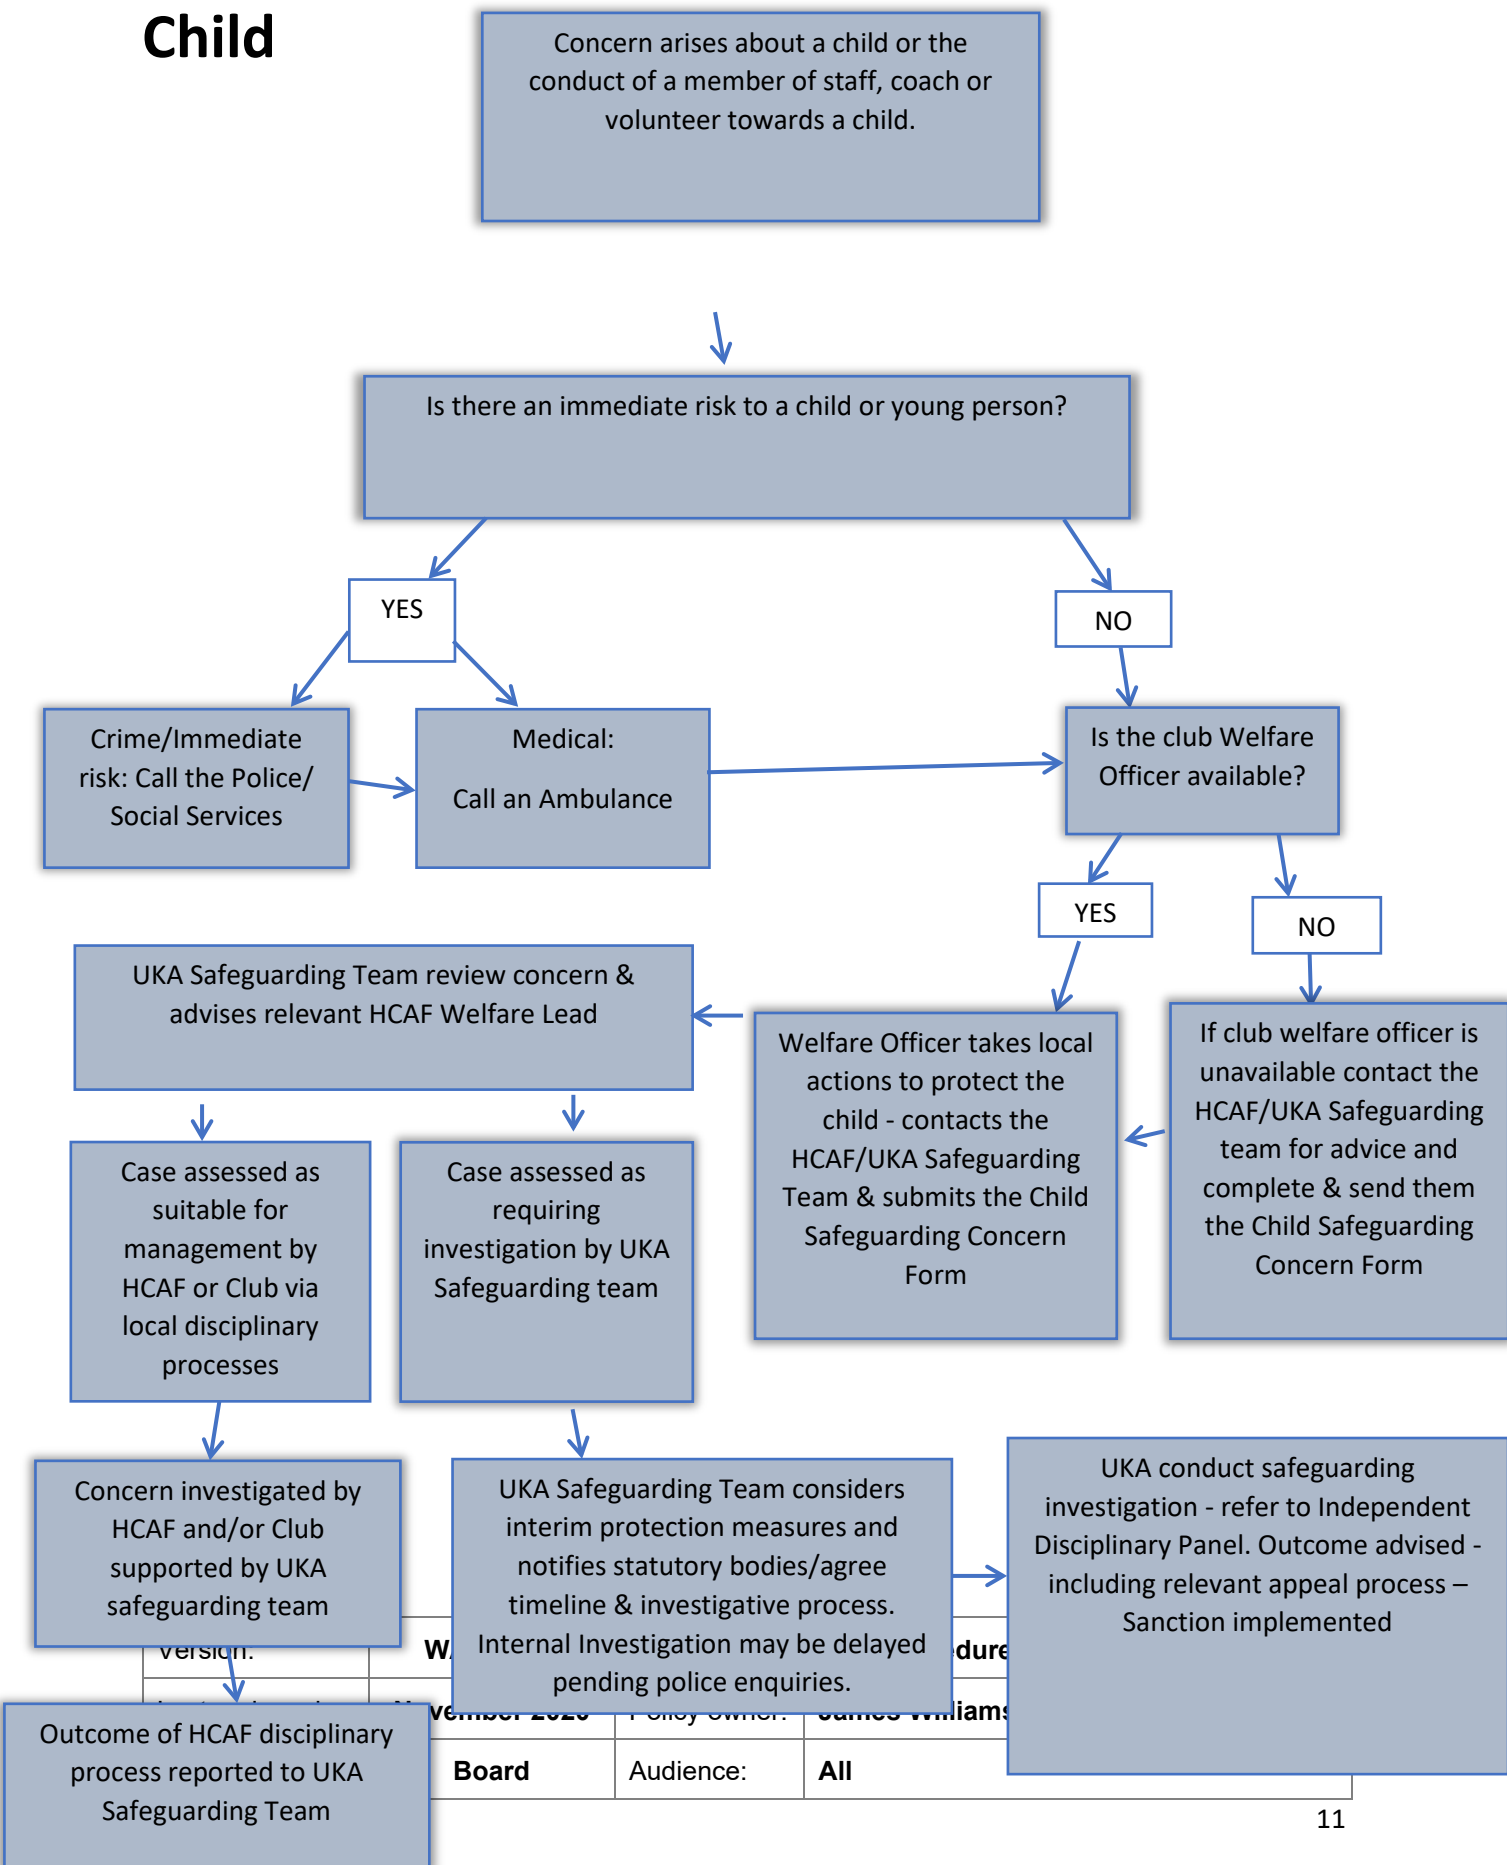 Child
Concern arises about a child or the
conduct of a member of staff, coach or
volunteer towards a child.
Is there an immediate risk to a child or young person?
YES
NO
Crime/Immediate
risk: Call the Police/
Social Services
Medical:
Call an Ambulance
Is the club Welfare
Officer available?
YES
NO
UKA Safeguarding Team review concern &
advises relevant HCAF Welfare Lead
Welfare Officer takes local
actions to protect the
child - contacts the
HCAF/UKA Safeguarding
Team & submits the Child
Safeguarding Concern
Form
If club welfare officer is
unavailable contact the
HCAF/UKA Safeguarding
team for advice and
complete & send them
the Child Safeguarding
Concern Form
Case assessed as
suitable for
management by
HCAF or Club via
local disciplinary
processes
Case assessed as
requiring
investigation by UKA
Safeguarding team
Concern investigated by
HCAF and/or Club
supported by UKA
safeguarding team
UKA Safeguarding Team considers
interim protection measures and
notifies statutory bodies/agree
timeline & investigative process.
Internal Investigation may be delayed
pending police enquiries.
UKA conduct safeguarding
investigation - refer to Independent
Disciplinary Panel. Outcome advised -
including relevant appeal process –
Sanction implemented
Outcome of HCAF disciplinary
process reported to UKA
Safeguarding Team
Version:
Policy owner: James Williams
Board Audience: All
11